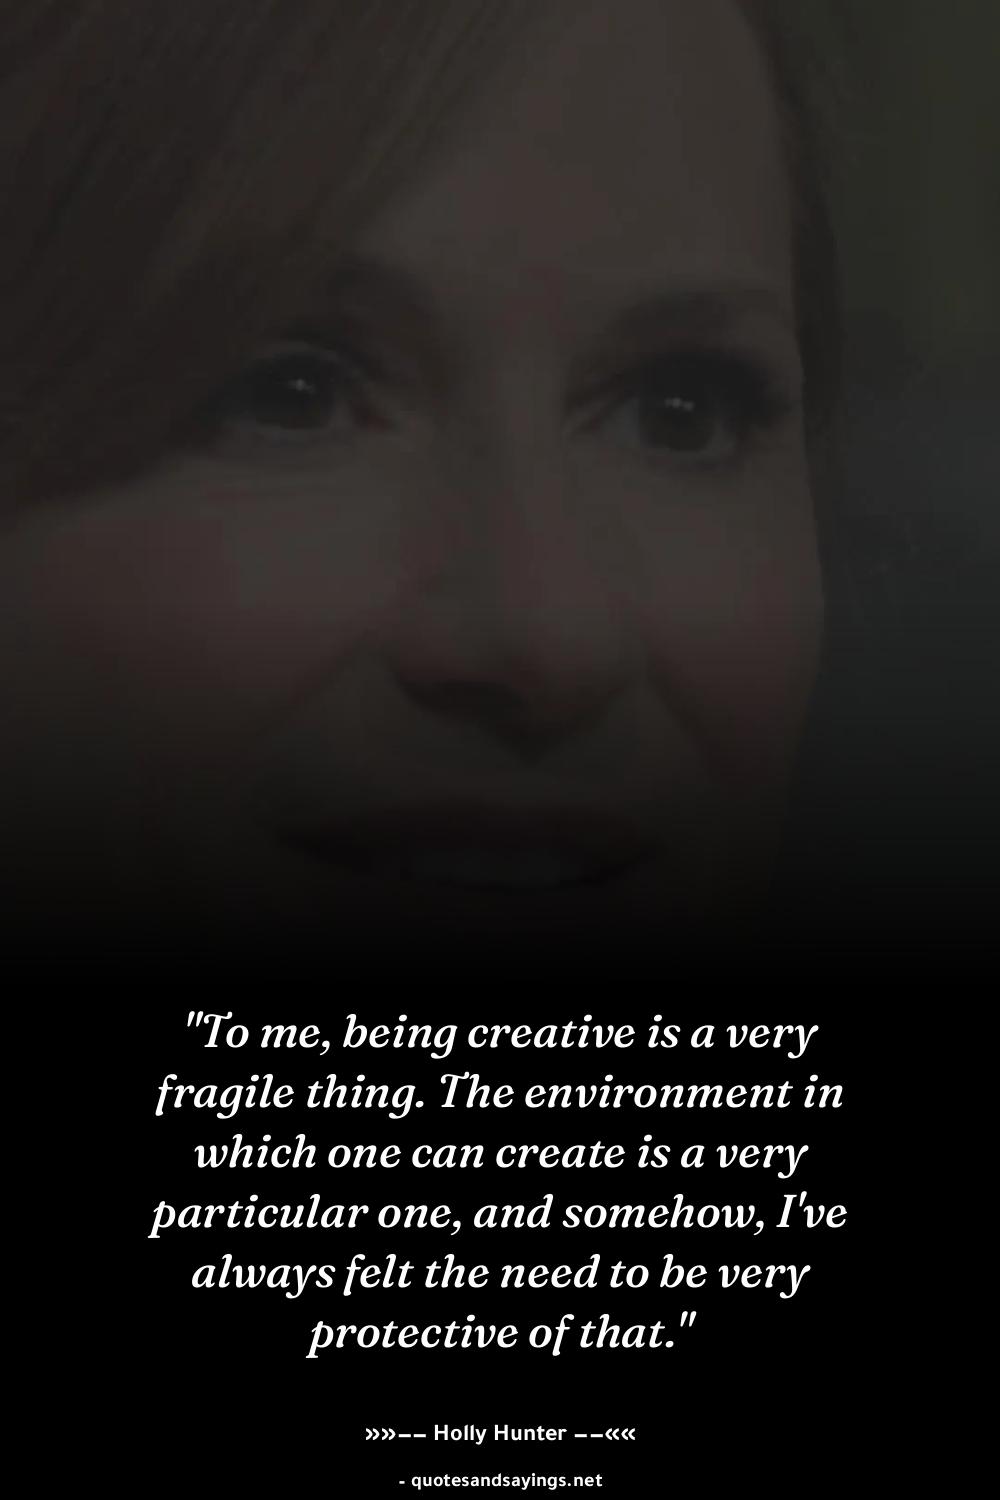 "To me, being creative is a very
fragile thing. The environment in
which one can create is a very
particular one, and somehow, I've
always felt the need to be very
protective of that."
»»–– Holly Hunter ––««
- quotesandsayings.net